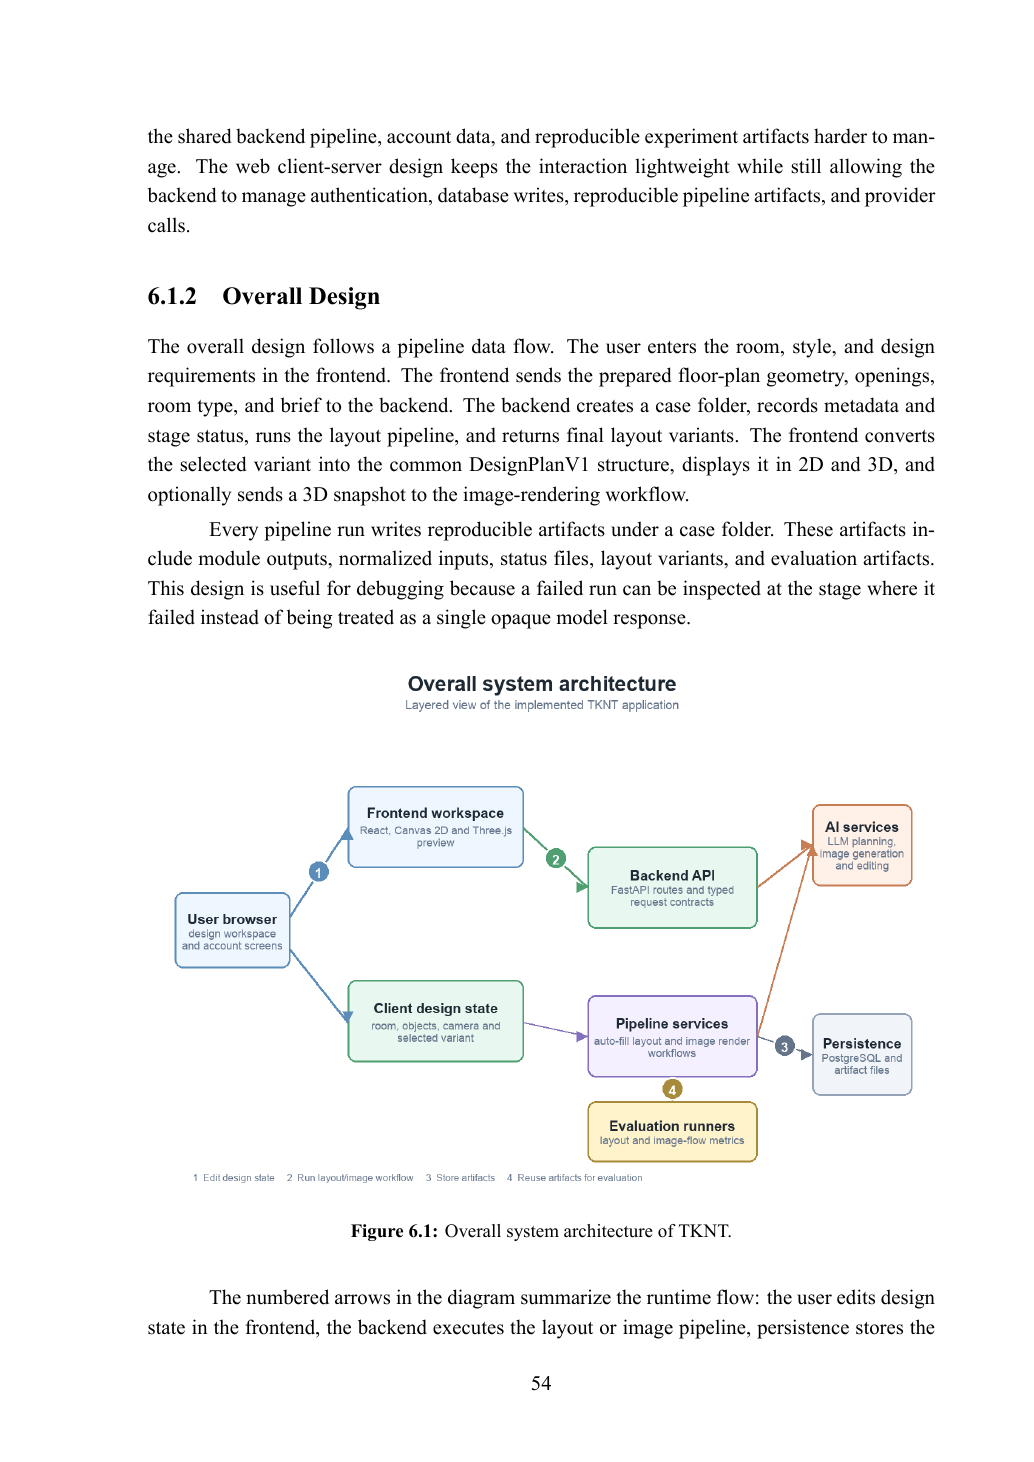 the shared backend pipeline, account data, and reproducible experiment artifacts harder to man-
age. The web client-server design keeps the interaction lightweight while still allowing the
backend to manage authentication, database writes, reproducible pipeline artifacts, and provider
calls.
6.1.2 Overall Design
The overall design follows a pipeline data flow. The user enters the room, style, and design
requirements in the frontend. The frontend sends the prepared floor-plan geometry, openings,
room type, and brief to the backend. The backend creates a case folder, records metadata and
stage status, runs the layout pipeline, and returns final layout variants. The frontend converts
the selected variant into the common DesignPlanV1 structure, displays it in 2D and 3D, and
optionally sends a 3D snapshot to the image-rendering workflow.
Every pipeline run writes reproducible artifacts under a case folder. These artifacts in-
clude module outputs, normalized inputs, status files, layout variants, and evaluation artifacts.
This design is useful for debugging because a failed run can be inspected at the stage where it
failed instead of being treated as a single opaque model response.
Overall system architecture
Layered view of the implemented TKNT application
Frontend workspace
React, Canvas 2D and Three.js
preview
AI services
LLM planning,
image generation
and editing
2
1
Backend API
FastAPI routes and typed
request contracts
User browser
design workspace
and account screens
Client design state
room, objects, camera and
selected variant
Pipeline services
auto-fill layout and image render
workflows
3
Persistence
PostgreSQL and
artifact files
4
Evaluation runners
layout and image-flow metrics
1 Edit design state 2 Run layout/image workflow 3 Store artifacts 4 Reuse artifacts for evaluation
Figure 6.1: Overall system architecture of TKNT.
The numbered arrows in the diagram summarize the runtime flow: the user edits design
state in the frontend, the backend executes the layout or image pipeline, persistence stores the
54